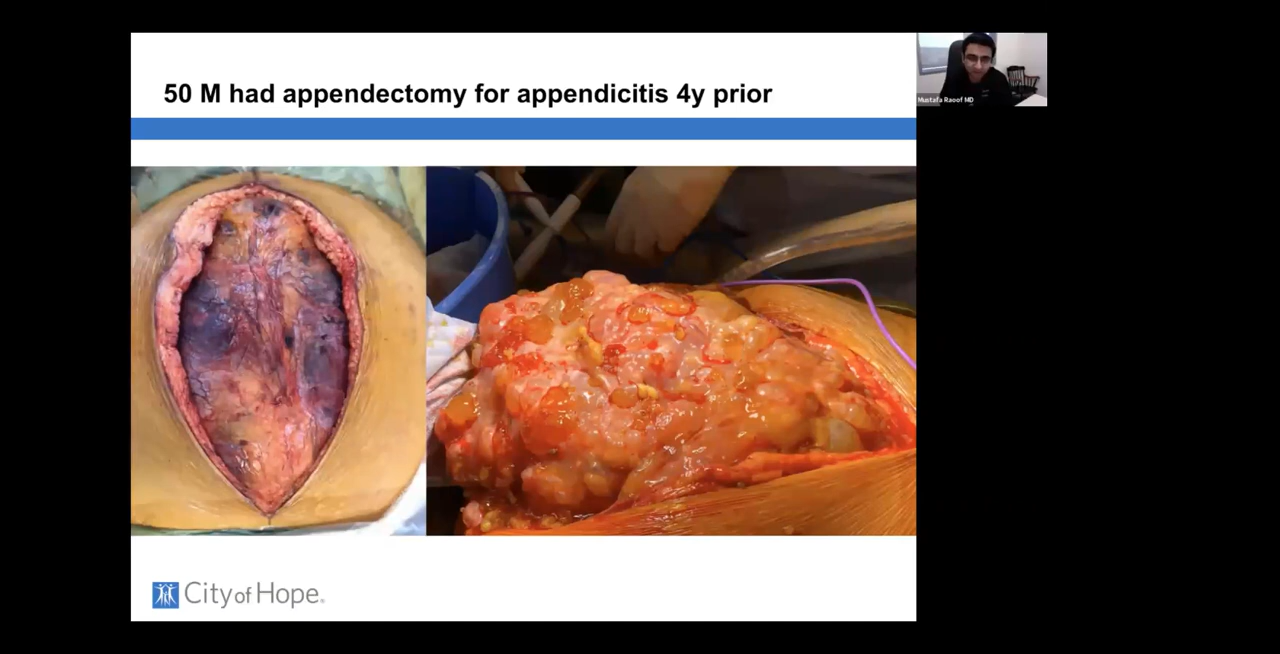 50 M had appendectomy for appendicitis 4y prior
Mustafa Raoof MD
City of Hope®